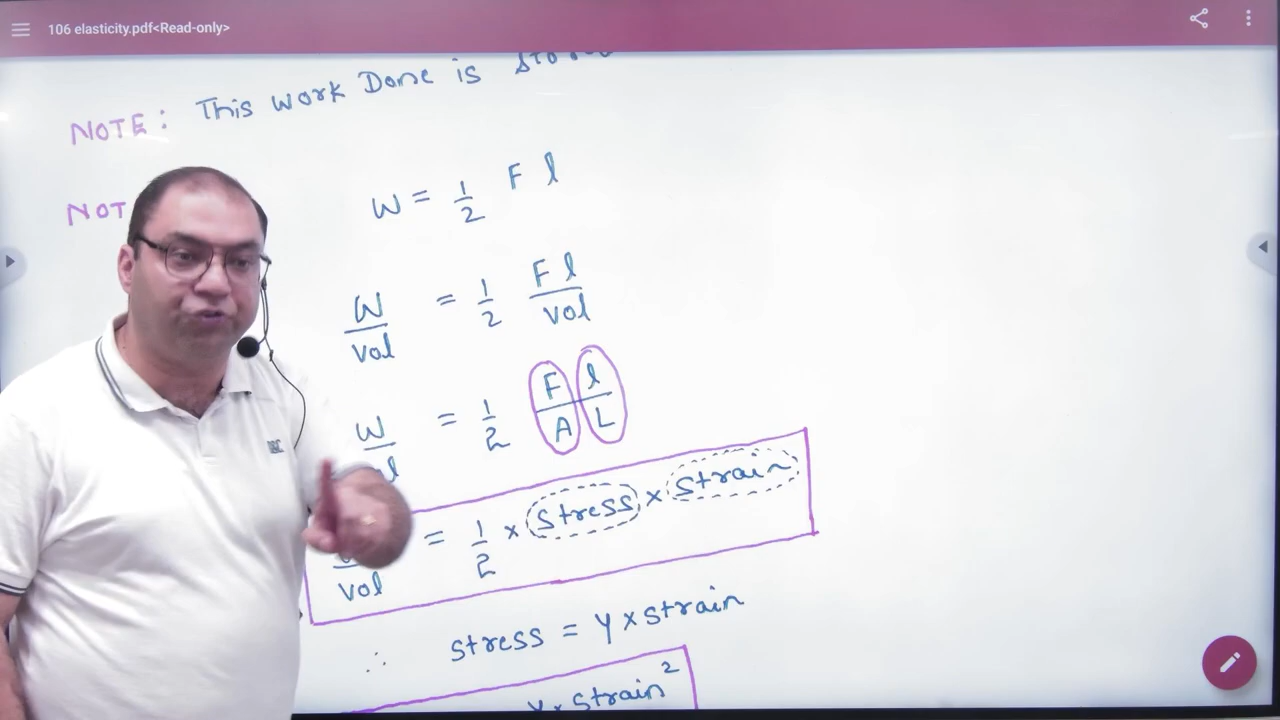 106 elasticity.pdf<Read-only>
NOTE: This work Done is
NOT
W = 1/2 F l
W/vol = 1/2 F l/vol
W = 1/2 F/A l/L
vol = 1/2 × stress × strain
∴ stress = Y × strain
Y × strain²